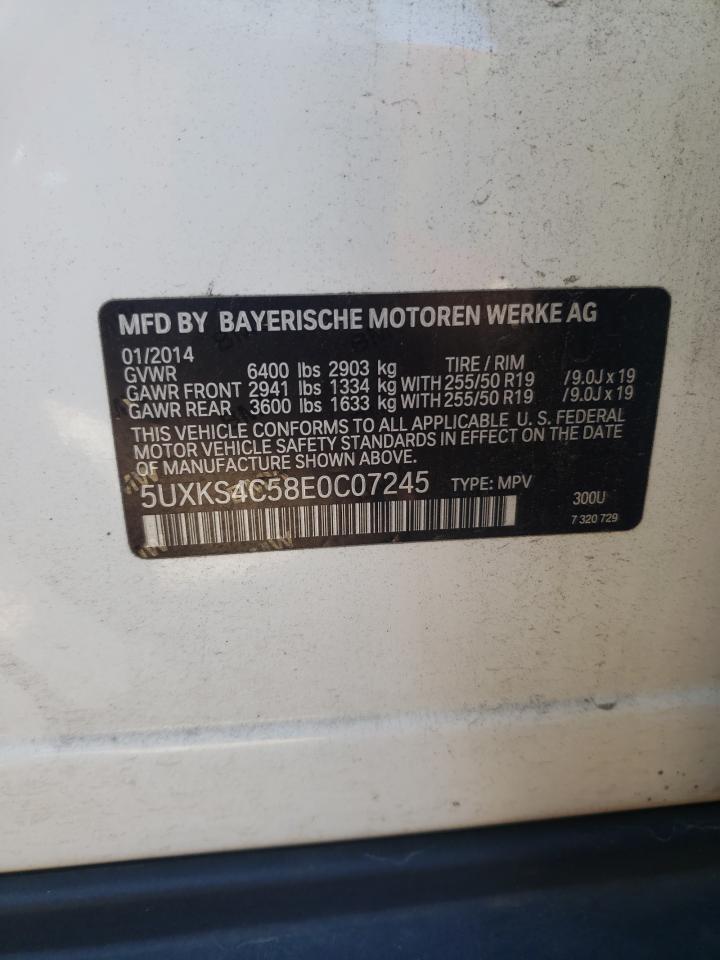 MFD BY BAYERISCHE MOTOREN WERKE AG
01/2014
GVWR 6400 lbs 2903 kg TIRE / RIM
GAWR FRONT 2941 lbs 1334 kg WITH 255/50 R19 /9.0J x 19
GAWR REAR 3600 lbs 1633 kg WITH 255/50 R19 /9.0J x 19
THIS VEHICLE CONFORMS TO ALL APPLICABLE U. S. FEDERAL
MOTOR VEHICLE SAFETY STANDARDS IN EFFECT ON THE DATE
OF MANUFACTURE SHOWN ABOVE.
5UXKS4C58E0C07245 TYPE: MPV 300U
7 320 729